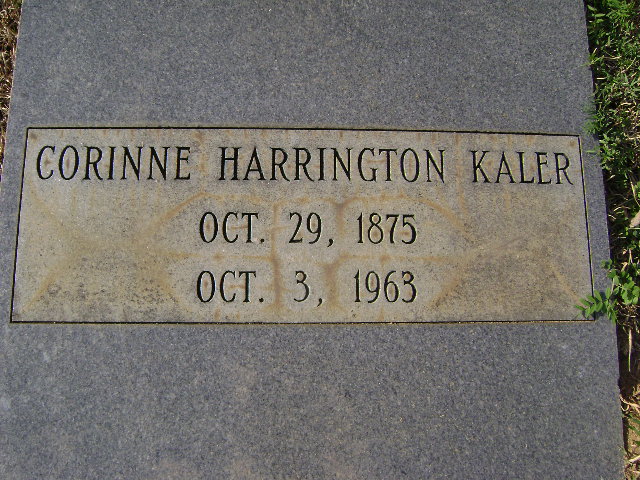 CORINNE HARRINGTON KALER
OCT. 29, 1875
OCT. 3, 1963